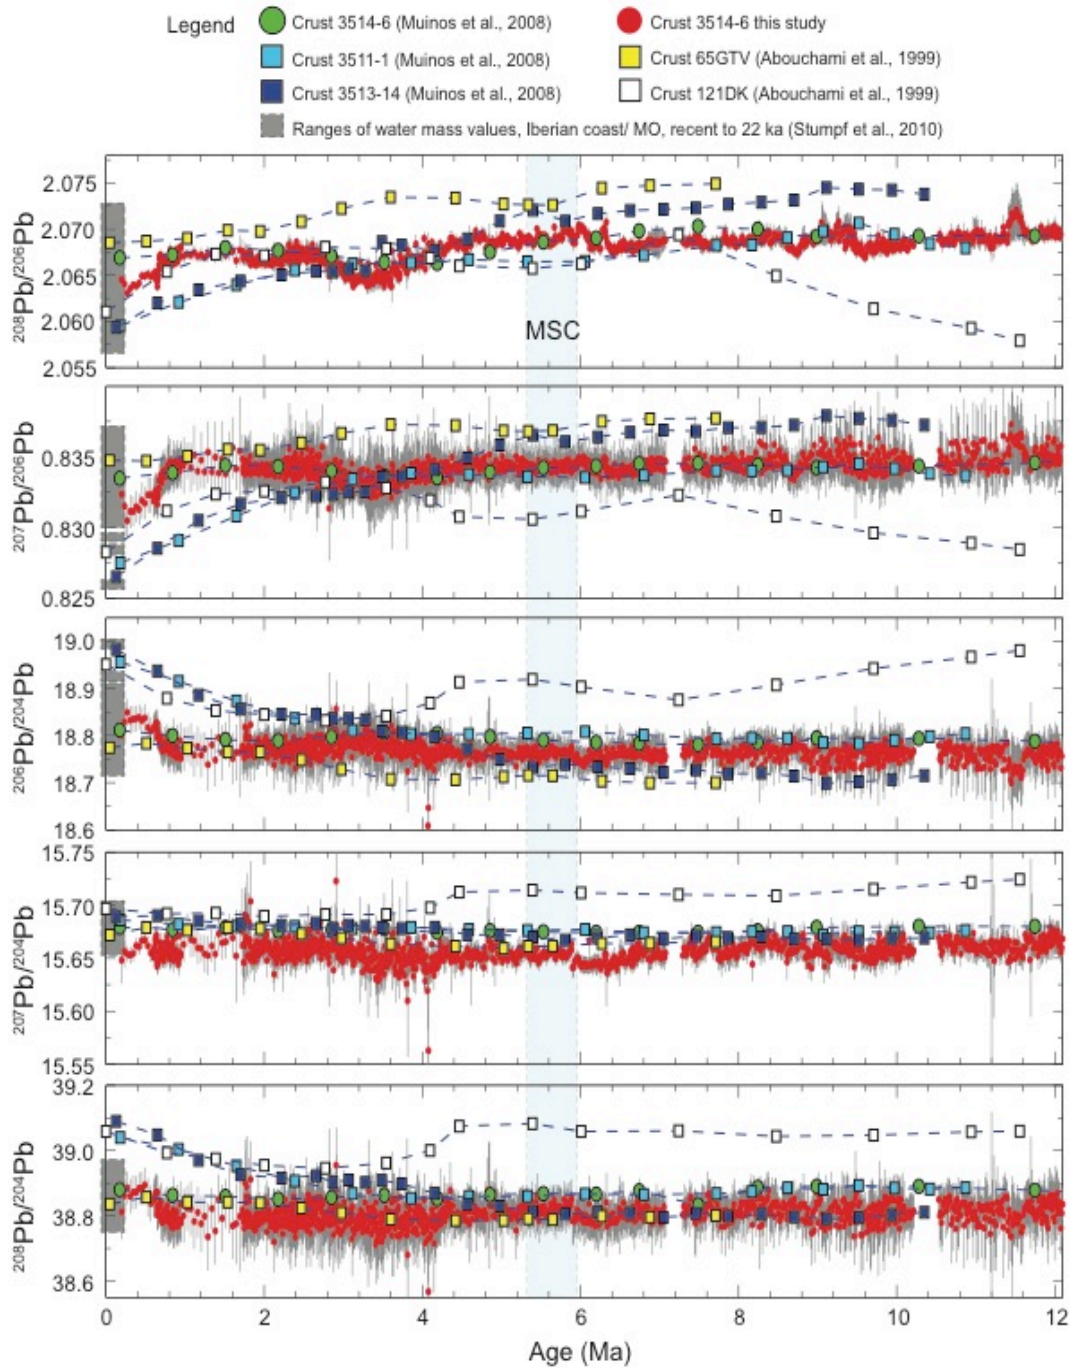 Legend
Crust 3514-6 (Muinos et al., 2008)
Crust 3514-6 this study
Crust 3511-1 (Muinos et al., 2008)
Crust 65GTV (Abouchami et al., 1999)
Crust 3513-14 (Muinos et al., 2008)
Crust 121DK (Abouchami et al., 1999)
Ranges of water mass values, Iberian coast/ MO, recent to 22 ka (Stumpf et al., 2010)
208Pb/206Pb
2.075
2.070
2.065
2.060
2.055
MSC
207Pb/206Pb
0.835
0.830
0.825
206Pb/204Pb
19.0
18.9
18.8
18.7
18.6
207Pb/204Pb
15.75
15.70
15.65
15.60
15.55
208Pb/204Pb
39.2
39.0
38.8
38.6
0 2 4 6 8 10 12
Age (Ma)